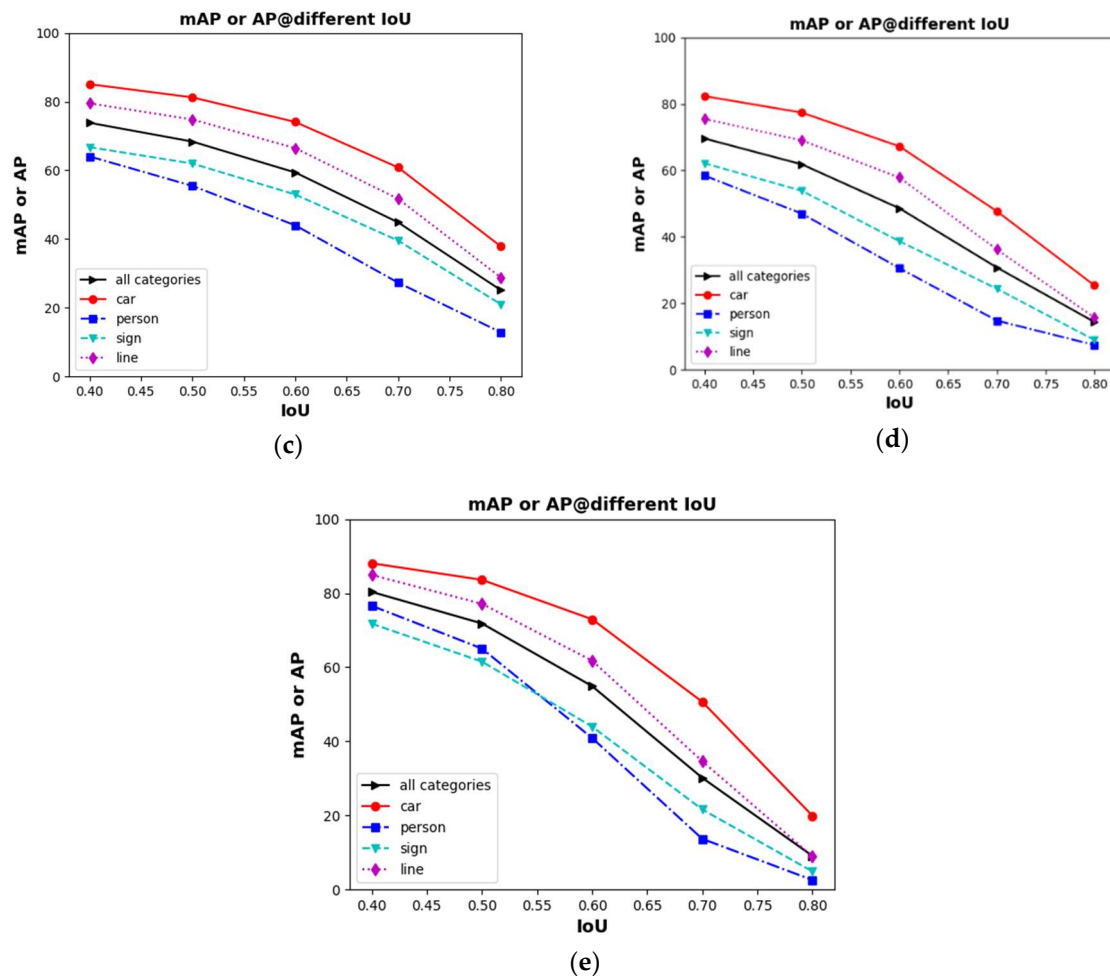 mAP or AP@different IoU
100
80
60
40
20
0
mAP or AP
all categories
car
person
sign
line
0.40 0.45 0.50 0.55 0.60 0.65 0.70 0.75 0.80
IoU
(c)
mAP or AP@different IoU
100
80
60
40
20
0
mAP or AP
all categories
car
person
sign
line
0.40 0.45 0.50 0.55 0.60 0.65 0.70 0.75 0.80
IoU
(d)
mAP or AP@different IoU
100
80
60
40
20
0
mAP or AP
all categories
car
person
sign
line
0.40 0.45 0.50 0.55 0.60 0.65 0.70 0.75 0.80
IoU
(e)